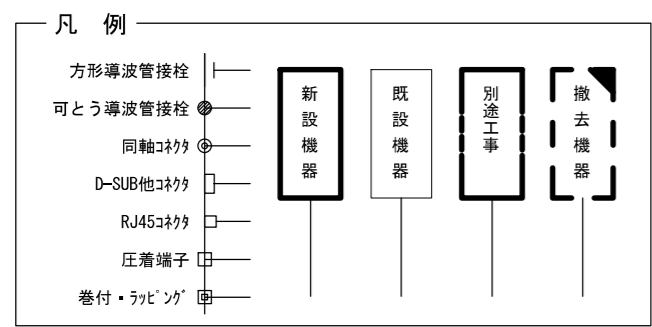 凡 例
方形導波管接栓
可とう導波管接栓
同軸ｺﾈｸﾀ
D-SUB他ｺﾈｸﾀ
RJ45ｺﾈｸﾀ
圧着端子
巻付・ﾗｯﾋﾟﾝｸﾞ
新設機器
既設機器
別途工事
撤去機器